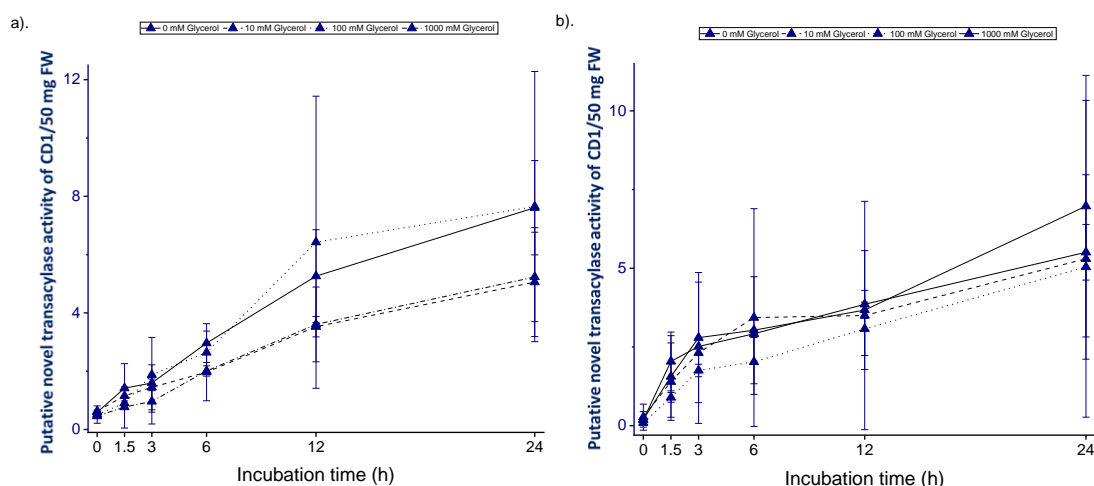 a).
0 mM Glycerol 10 mM Glycerol 100 mM Glycerol 1000 mM Glycerol
Putative novel transacylase activity of CD1/50 mg FW
12
8
4
0
0 1.5 3 6 12 24
Incubation time (h)
b).
0 mM Glycerol 10 mM Glycerol 100 mM Glycerol 1000 mM Glycerol
Putative novel transacylase activity of CD1/50 mg FW
10
5
0
0 1.5 3 6 12 24
Incubation time (h)